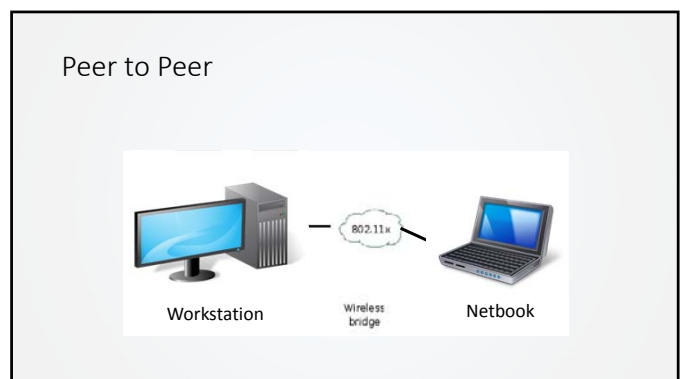 Peer to Peer
802.11x
Workstation
Wireless
bridge
Netbook